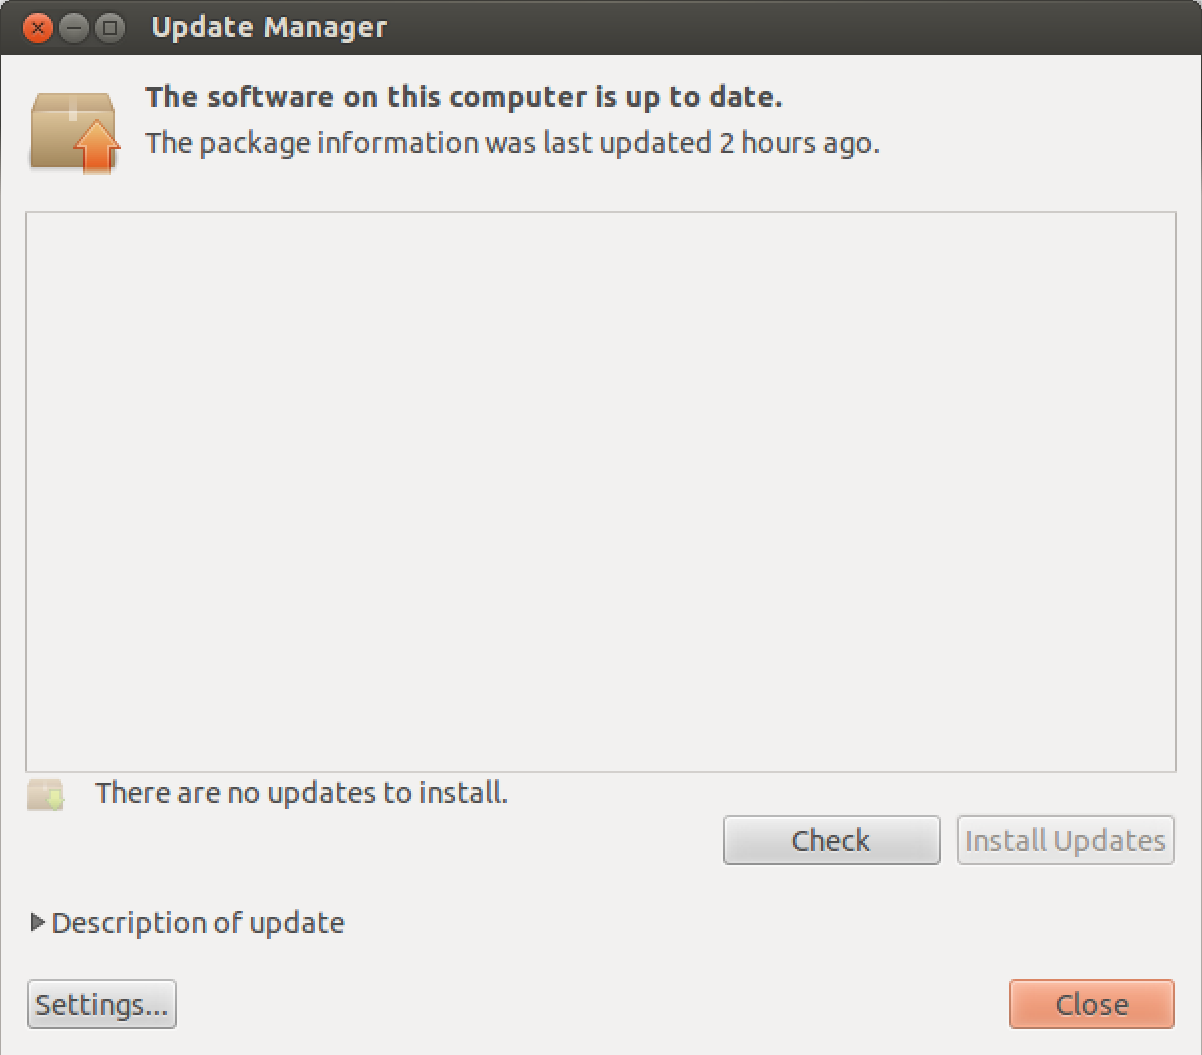 Update Manager
The software on this computer is up to date.
The package information was last updated 2 hours ago.
There are no updates to install.
Check
Install Updates
Description of update
Settings...
Close